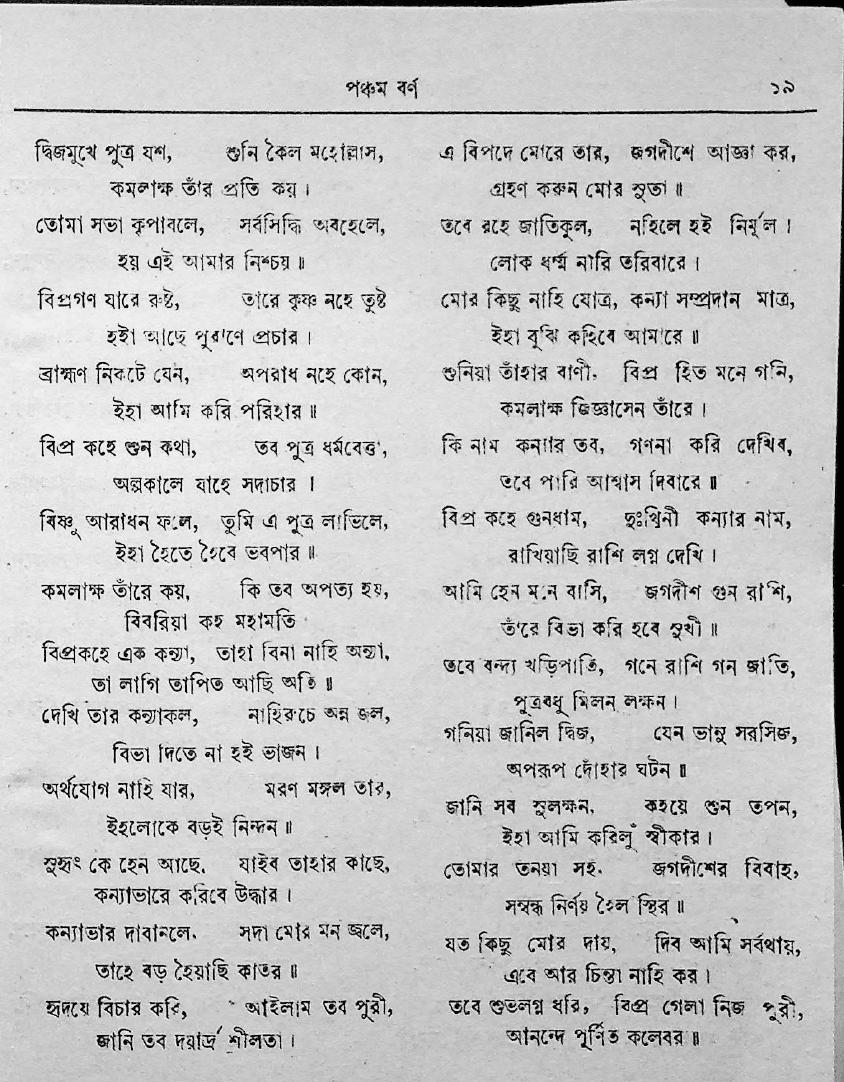 পঞ্চম বর্ণ ১৯
দ্বিজমুখে পুত্র যশ, শুনি কৈল মহোল্লাস,
কমলাক্ষ তাঁর প্রতি কয়।
তোমা সভা কৃপাবলে, সর্বসিদ্ধি অবহেলে,
হয় এই আমার নিশ্চয়॥
বিপ্রগণ যারে রুষ্ট, তারে কৃষ্ণ নহে তুষ্ট
হইা আছে পুরাণে প্রচার।
ব্রাহ্মণ নিকটে যেন, অপরাধ নহে কোন,
ইহা আমি করি পরিহার॥
বিপ্র কহে শুন কথা, তব পুত্র ধর্মবেত্তা,
অল্পকালে যাহে সদাচার।
বিষ্ণু আরাধন ফলে, তুমি এ পুত্র লাভিলে,
ইহা হৈতে হৈবে ভবপার॥
কমলাক্ষ তাঁরে কয়, কি তব অপত্য হয়,
বিবরিয়া কহ মহামতি
বিপ্রকহে এক কন্যা, তাহা বিনা নাহি অন্যা,
তা লাগি তাপিত আছি অতি॥
দেখি তার কন্যাকল, নাহিরুচে অন্ন জল,
বিভা দিতে না হই ভাজন।
অর্থযোগ নাহি যার, মরণ মঙ্গল তার,
ইহলোকে বড়ই নিন্দন॥
সুহৃৎ কে হেন আছে, যাইব তাহার কাছে,
কন্যাভারে করিবে উদ্ধার।
কন্যাভার দাবানলে, সদা মোর মন জ্বলে,
তাহে বড় হৈয়াছি কাতর॥
হৃদয়ে বিচার করি, আইলাম তব পুরী,
জানি তব দয়ার্দ্র শীলতা।
এ বিপদে মোরে তার, জগদীশে আজ্ঞা কর,
গ্রহণ করুন মোর সুতা॥
তবে রহে জাতিকুল, নহিলে হই নির্মূল।
লোক ধর্ম্ম নারি তরিবারে।
মোর কিছু নাহি যোত্র, কন্যা সম্প্রদান মাত্র,
ইহা বুঝি কহিবে আমারে॥
শুনিয়া তাঁহার বাণী, বিপ্র হিত মনে গনি,
কমলাক্ষ জিজ্ঞাসেন তাঁরে।
কি নাম কন্যার তব, গণনা করি দেখিব,
তবে পারি আশ্বাস দিবারে॥
বিপ্র কহে গুনধাম, দুঃখিনী কন্যার নাম,
রাখিয়াছি রাশি লগ্ন দেখি।
আমি হেন মনে বাসি, জগদীশ গুন রাশি,
তাঁরে বিভা করি হবে সুখী॥
তবে বন্দ্য খড়িপাতি, গনে রাশি গন জাতি,
পুত্রবধু মিলন লক্ষন।
গনিয়া জানিল দ্বিজ, যেন ভানু সরসিজ,
অপরূপ দোঁহার ঘটন॥
জানি সব সুলক্ষন, কহয়ে শুন তপন,
ইহা আমি করিলুঁ স্বীকার।
তোমার তনয়া সহ, জগদীশের বিবাহ,
সম্বন্ধ নির্ণয় হৈল স্থির॥
যত কিছু মোর দায়, দিব আমি সর্বথায়,
এবে আর চিন্তা নাহি কর।
তবে শুভলগ্ন ধরি, বিপ্র গেলা নিজ পুরী,
আনন্দে পূর্ণিত কলেবর॥